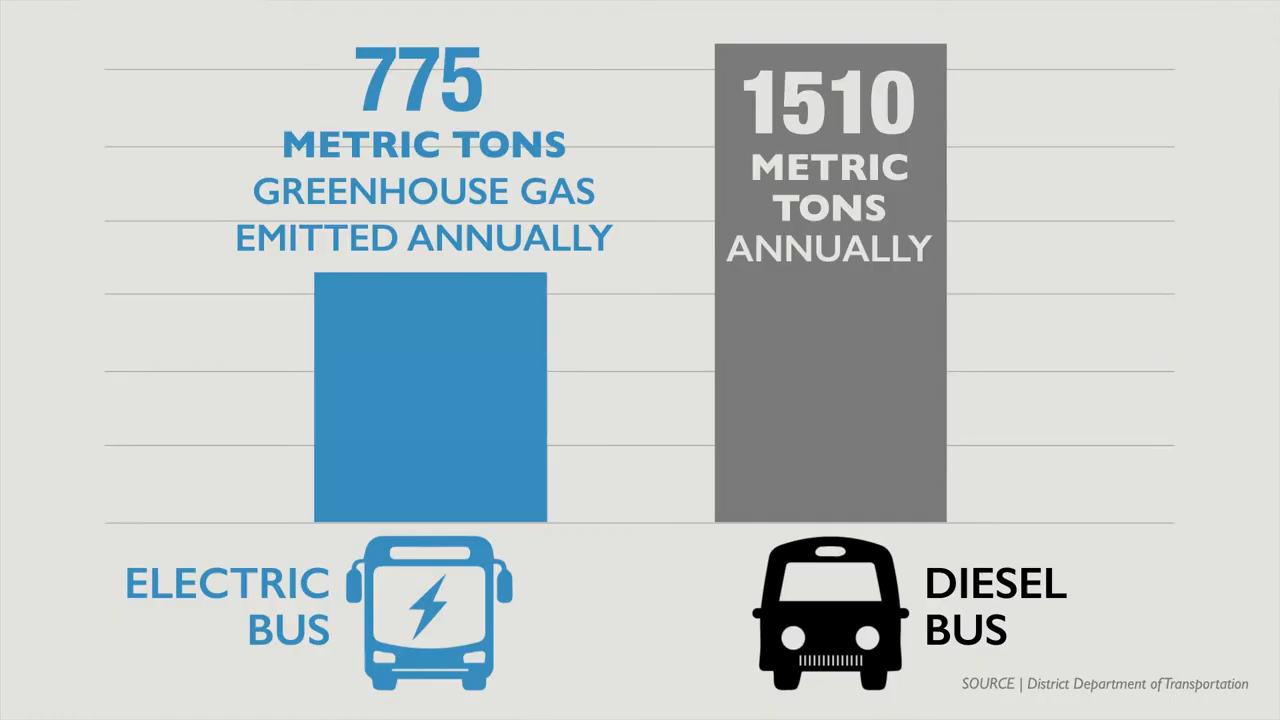 775
METRIC TONS
GREENHOUSE GAS
EMITTED ANNUALLY
1510
METRIC
TONS
ANNUALLY
ELECTRIC
BUS
DIESEL
BUS
SOURCE | District Department of Transportation